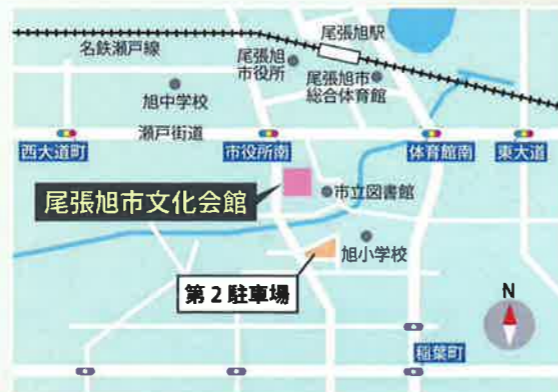 尾張旭駅
名鉄瀬戸線
尾張旭
市役所
尾張旭市
総合体育館
旭中学校
瀬戸街道
西大道町
市役所南
体育館南
東大道
尾張旭市文化会館
市立図書館
旭小学校
第2駐車場
N
稲葉町